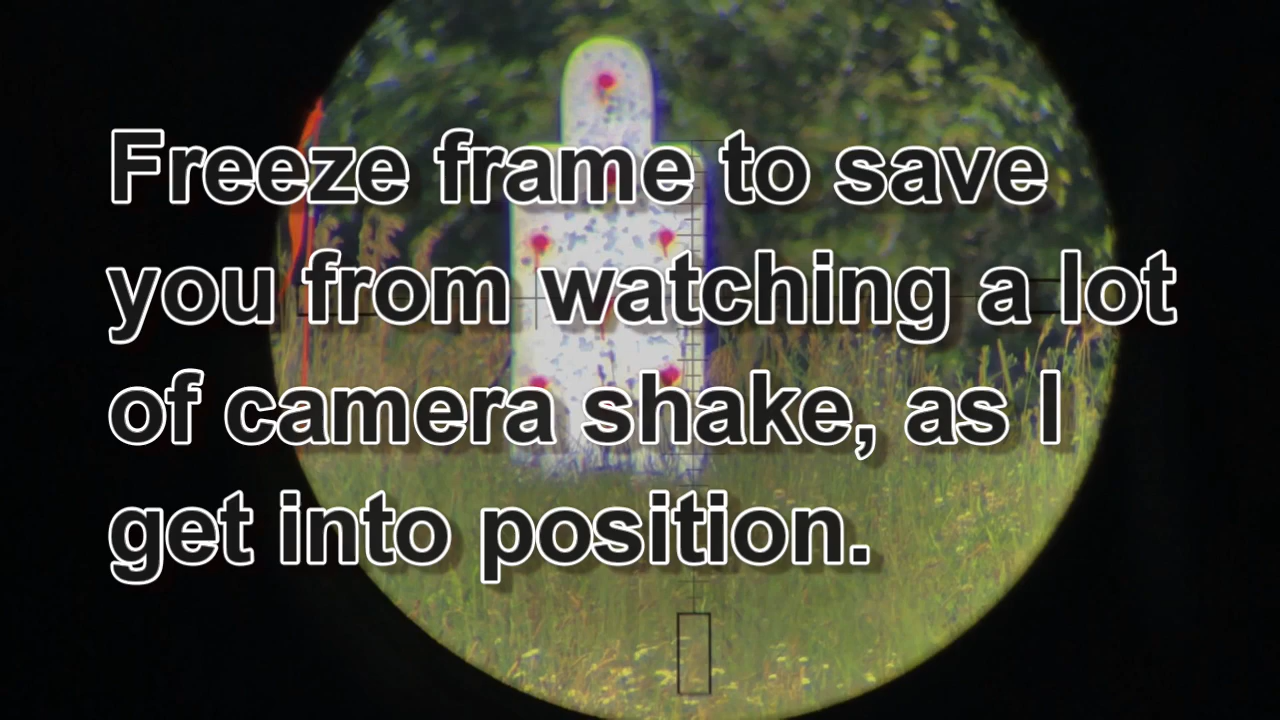 Freeze frame to save
you from watching a lot
of camera shake, as I
get into position.